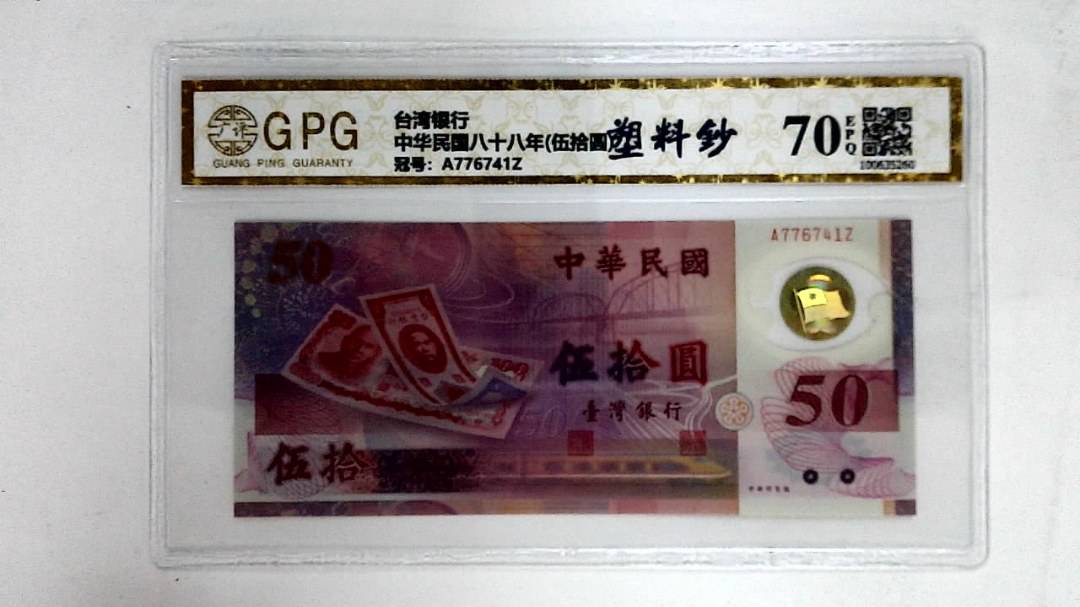 GPG
GUANG PING GUARANTY
台湾银行
中华民国八十八年(伍拾圆)塑料鈔
冠号：A776741Z
70
EPQ
100635260
50
中華民國
A776741Z
伍拾圓
臺灣銀行
50
50
伍拾